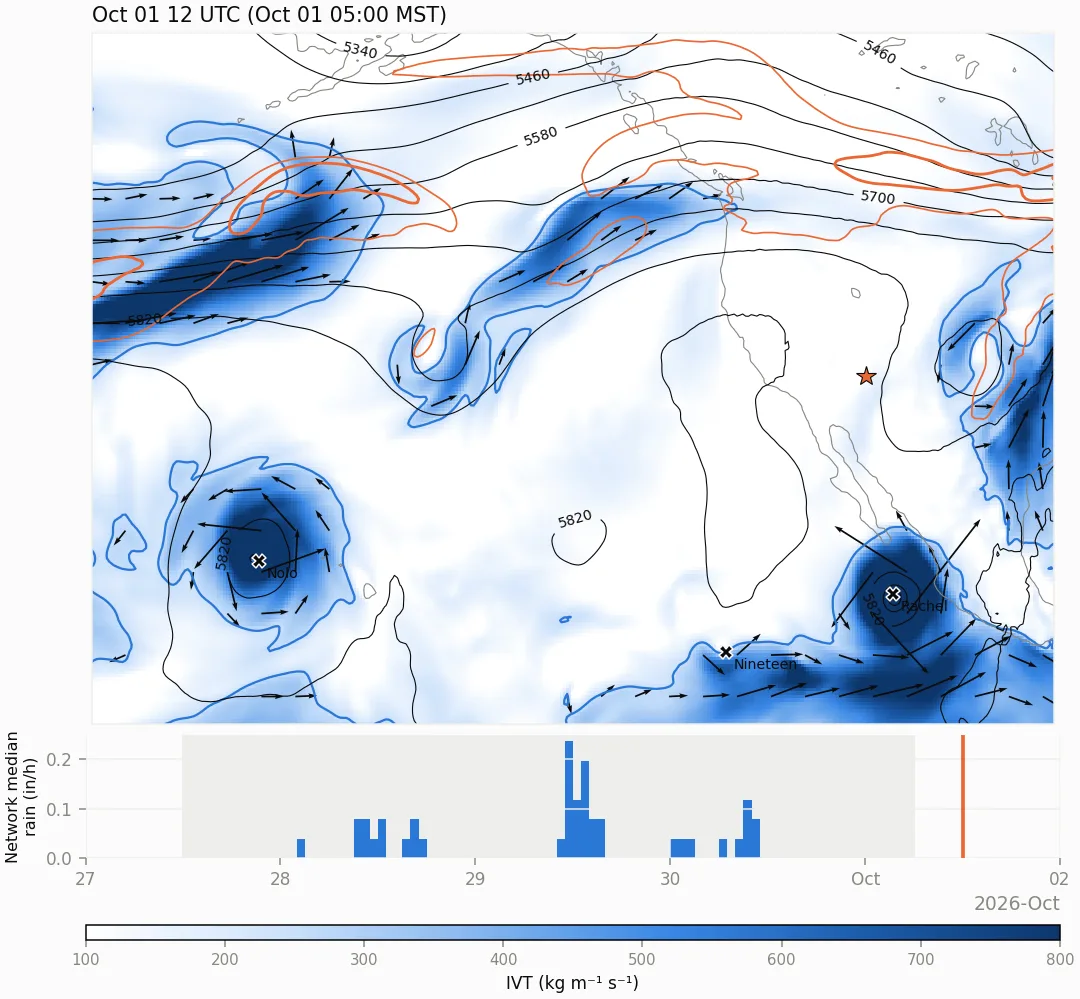 Oct 01 12 UTC (Oct 01 05:00 MST)
5340
5460
5460
5580
5700
5820
5820
5820
Nolo
5820
Rachel
Nineteen
Network median
rain (in/h)
0.2
0.1
0.0
27
28
29
30
Oct
02
2026-Oct
100
200
300
400
500
600
700
800
IVT (kg m⁻¹ s⁻¹)